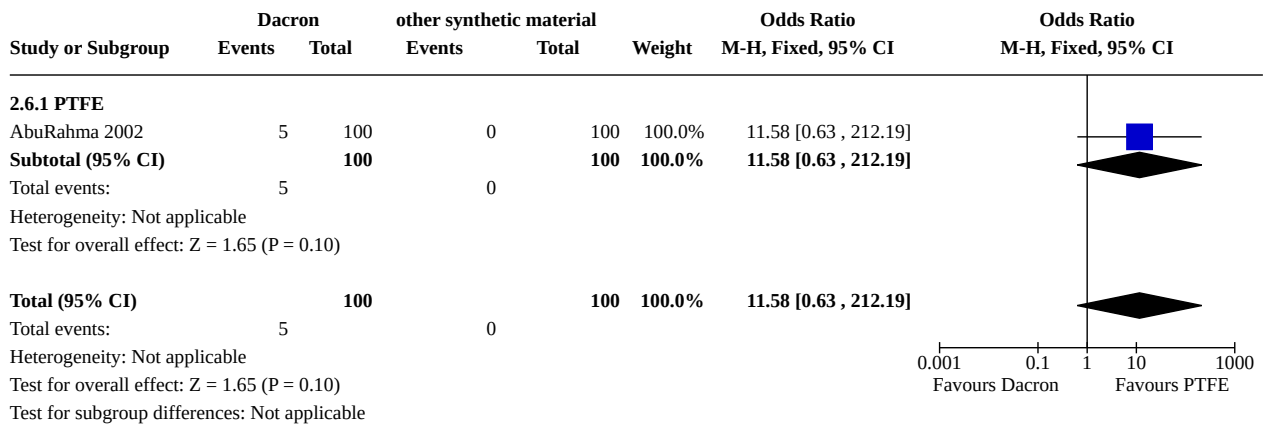 Dacron other synthetic material Odds Ratio Odds Ratio
Study or Subgroup Events Total Events Total Weight M-H, Fixed, 95% CI M-H, Fixed, 95% CI
2.6.1 PTFE
AbuRahma 2002 5 100 0 100 100.0% 11.58 [0.63 , 212.19]
Subtotal (95% CI) 100 100 100.0% 11.58 [0.63 , 212.19]
Total events: 5 0
Heterogeneity: Not applicable
Test for overall effect: Z = 1.65 (P = 0.10)
Total (95% CI) 100 100 100.0% 11.58 [0.63 , 212.19]
Total events: 5 0
Heterogeneity: Not applicable
0.001 0.1 1 10 1000
Test for overall effect: Z = 1.65 (P = 0.10) Favours Dacron Favours PTFE
Test for subgroup differences: Not applicable